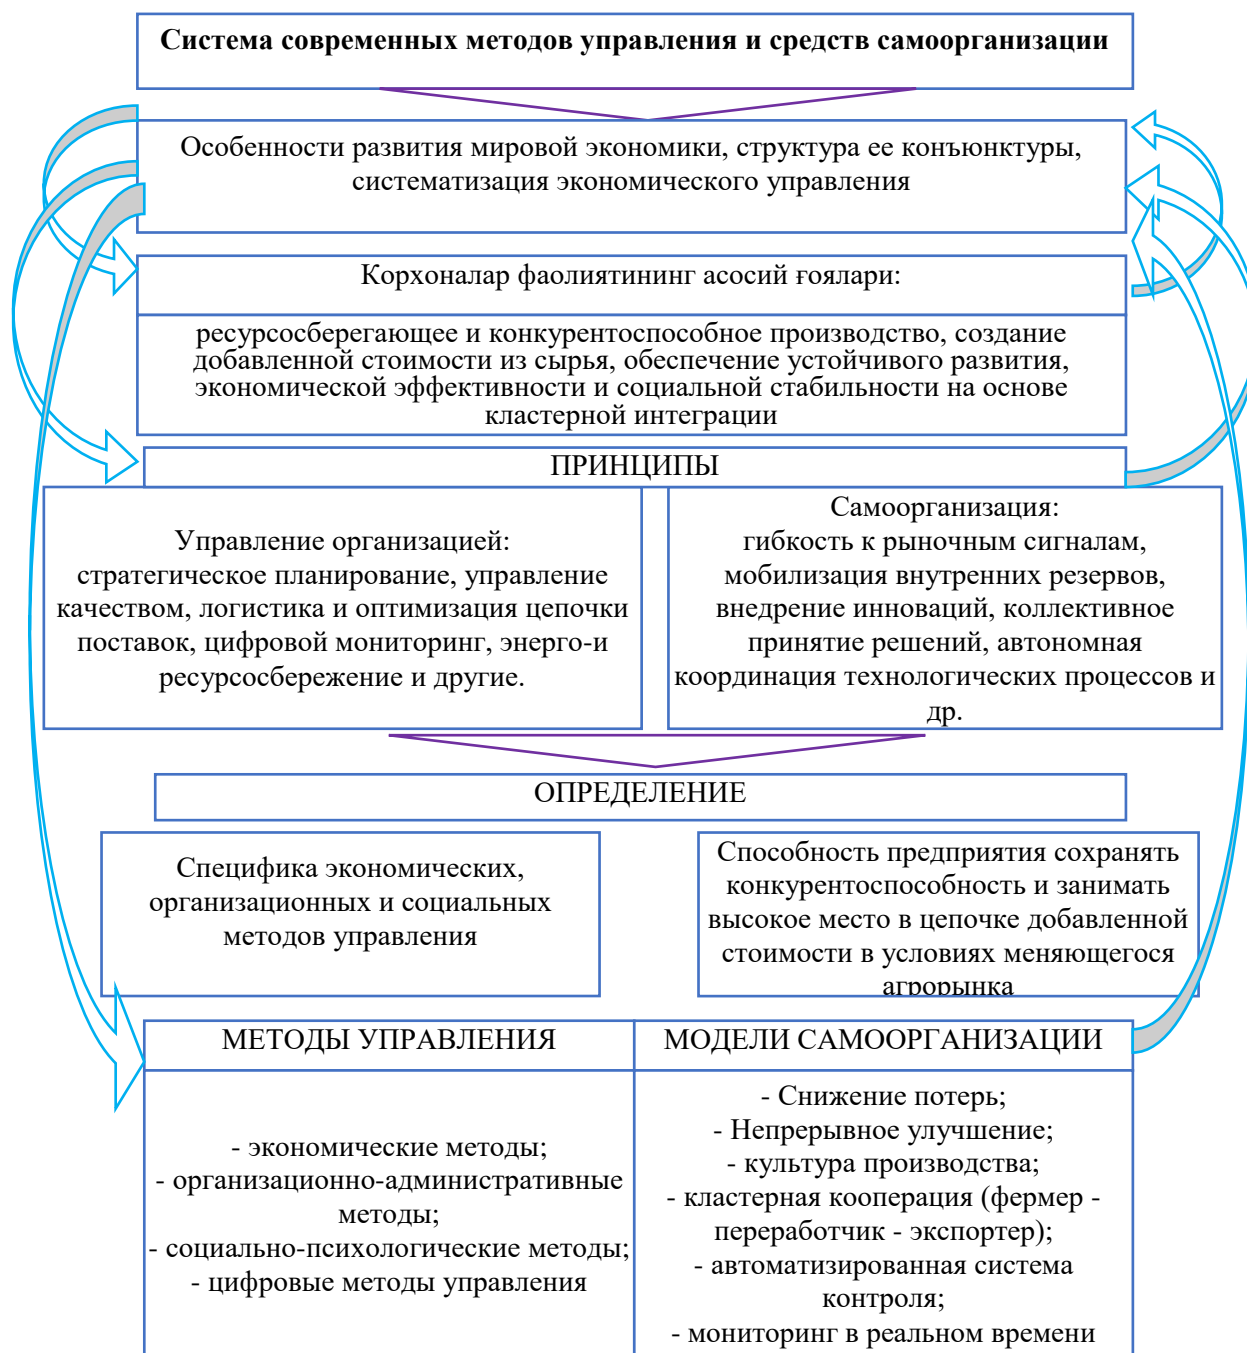 Система современных методов управления и средств самоорганизации
Особенности развития мировой экономики, структура ее конъюнктуры,
систематизация экономического управления
Корхоналар фаолиятининг асосий ғоялари:
ресурсосберегающее и конкурентоспособное производство, создание
добавленной стоимости из сырья, обеспечение устойчивого развития,
экономической эффективности и социальной стабильности на основе
кластерной интеграции
ПРИНЦИПЫ
Управление организацией:
стратегическое планирование, управление
качеством, логистика и оптимизация цепочки
поставок, цифровой мониторинг, энерго-и
ресурсосбережение и другие.
Самоорганизация:
гибкость к рыночным сигналам,
мобилизация внутренних резервов,
внедрение инноваций, коллективное
принятие решений, автономная
координация технологических процессов и
др.
ОПРЕДЕЛЕНИЕ
Специфика экономических,
организационных и социальных
методов управления
Способность предприятия сохранять
конкурентоспособность и занимать
высокое место в цепочке добавленной
стоимости в условиях меняющегося
агрорынка
МЕТОДЫ УПРАВЛЕНИЯ
- экономические методы;
- организационно-административные
методы;
- социально-психологические методы;
- цифровые методы управления
МОДЕЛИ САМООРГАНИЗАЦИИ
- Снижение потерь;
- Непрерывное улучшение;
- культура производства;
- кластерная кооперация (фермер -
переработчик - экспортер);
- автоматизированная система
контроля;
- мониторинг в реальном времени